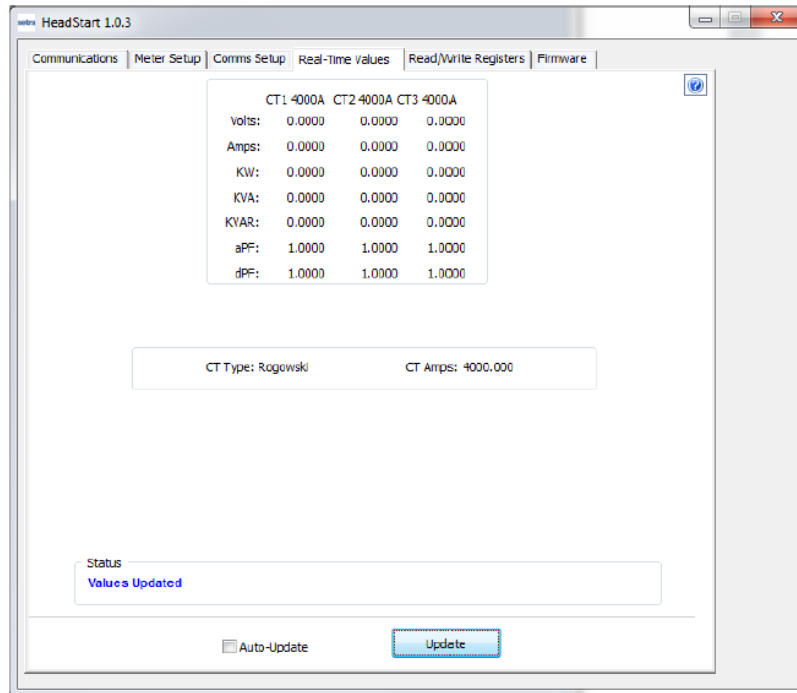 setra HeadStart 1.0.3
Communications Meter Setup Comms Setup Real-Time Values Read/Write Registers Firmware
CT1 4000A CT2 4000A CT3 4000A
Volts: 0.0000 0.0000 0.0000
Amps: 0.0000 0.0000 0.0000
KW: 0.0000 0.0000 0.0000
KVA: 0.0000 0.0000 0.0000
KVAR: 0.0000 0.0000 0.0000
aPF: 1.0000 1.0000 1.0000
dPF: 1.0000 1.0000 1.0000
CT Type: Rogowski CT Amps: 4000.000
Status
Values Updated
Auto-Update Update